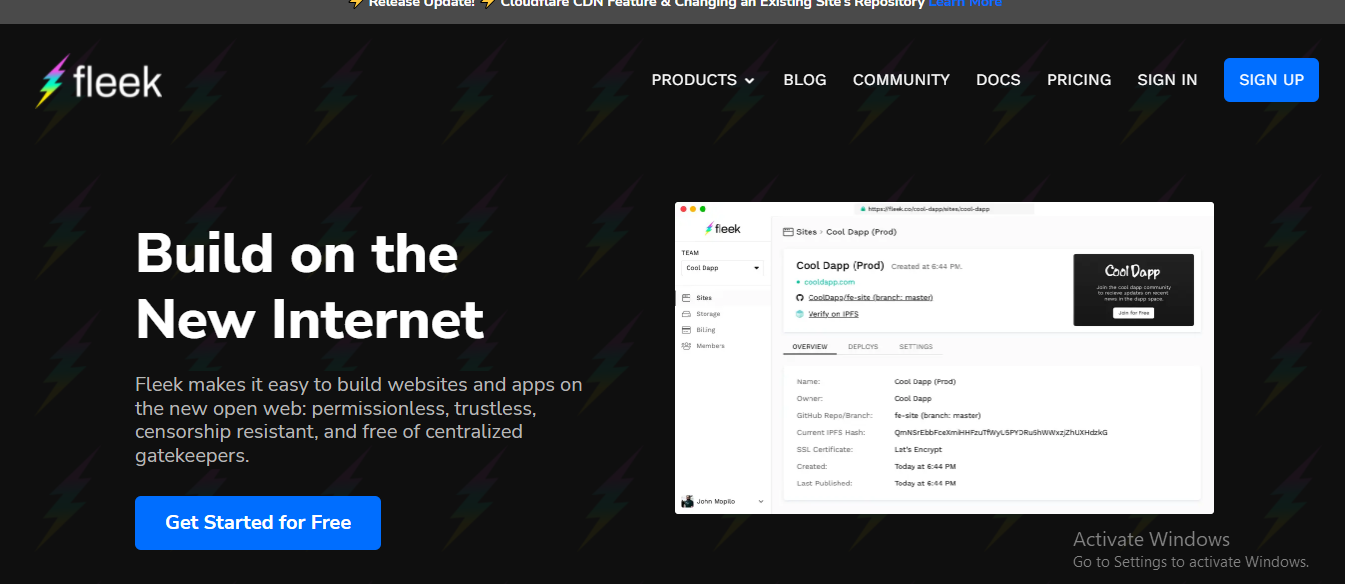 ⚡ Release Update! ⚡ Cloudflare CDN Feature & Changing an Existing Site's Repository Learn More
fleek
PRODUCTS BLOG COMMUNITY DOCS PRICING SIGN IN SIGN UP
Build on the
New Internet
Fleek makes it easy to build websites and apps on
the new open web: permissionless, trustless,
censorship resistant, and free of centralized
gatekeepers.
Get Started for Free
https://fleek.co/cool-dapp/sites/cool-dapp
fleek
TEAM
Cool Dapp
Sites
Storage
Billing
Members
John Mopilo
Sites › Cool Dapp (Prod)
Cool Dapp (Prod) Created at 6:44 PM.
cooldapp.com
CoolDapp/fe-site (branch: master)
Verify on IPFS
Cool Dapp
Join the cool dapp community
to recieve updates on recent
news in the dapp space.
Join for Free
OVERVIEW DEPLOYS SETTINGS
Name: Cool Dapp (Prod)
Owner: Cool Dapp
GitHub Repo/Branch: fe-site (branch: master)
Current IPFS Hash:
SSL Certificate: Let's Encrypt
Created: Today at 6:44 PM
Last Published: Today at 6:44 PM
Activate Windows
Go to Settings to activate Windows.